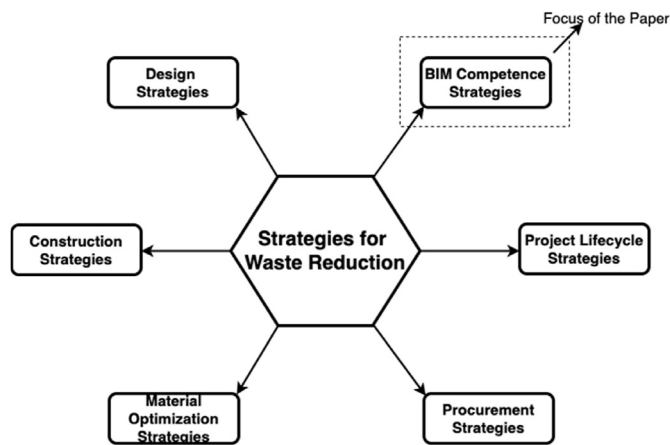 Focus of the Paper
Design
Strategies
BIM Competence
Strategies
Construction
Strategies
Strategies for
Waste Reduction
Project Lifecycle
Strategies
Material
Optimization
Strategies
Procurement
Strategies